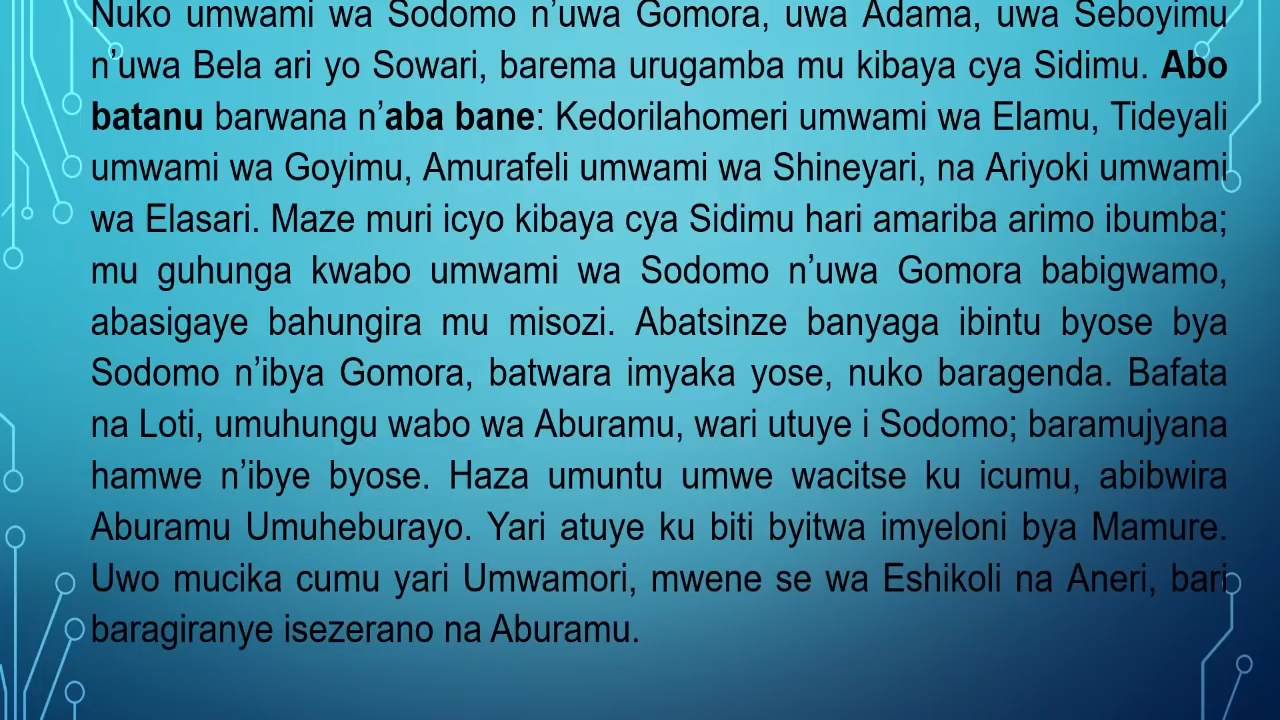 Nuko umwami wa Sodomo n’uwa Gomora, uwa Adama, uwa Seboyimu
n’uwa Bela ari yo Sowari, barema urugamba mu kibaya cya Sidimu. Abo
batanu barwana n’aba bane: Kedorilahomeri umwami wa Elamu, Tideyali
umwami wa Goyimu, Amurafeli umwami wa Shineyari, na Ariyoki umwami
wa Elasari. Maze muri icyo kibaya cya Sidimu hari amariba arimo ibumba;
mu guhunga kwabo umwami wa Sodomo n’uwa Gomora babigwamo,
abasigaye bahungira mu misozi. Abatsinze banyaga ibintu byose bya
Sodomo n’ibya Gomora, batwara imyaka yose, nuko baragenda. Bafata
na Loti, umuhungu wabo wa Aburamu, wari utuye i Sodomo; baramujyana
hamwe n’ibye byose. Haza umuntu umwe wacitse ku icumu, abibwira
Aburamu Umuheburayo. Yari atuye ku biti byitwa imyeloni bya Mamure.
Uwo mucika cumu yari Umwamori, mwene se wa Eshikoli na Aneri, bari
baragiranye isezerano na Aburamu.